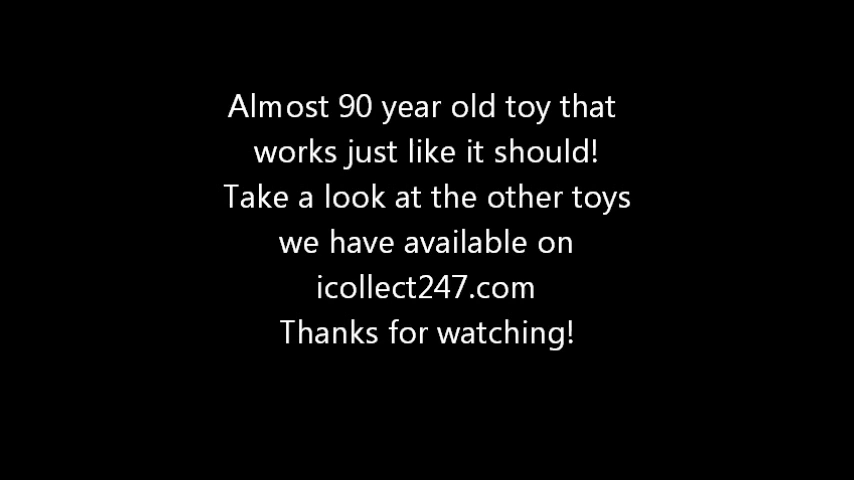 Almost 90 year old toy that
works just like it should!
Take a look at the other toys
we have available on
icollect247.com
Thanks for watching!